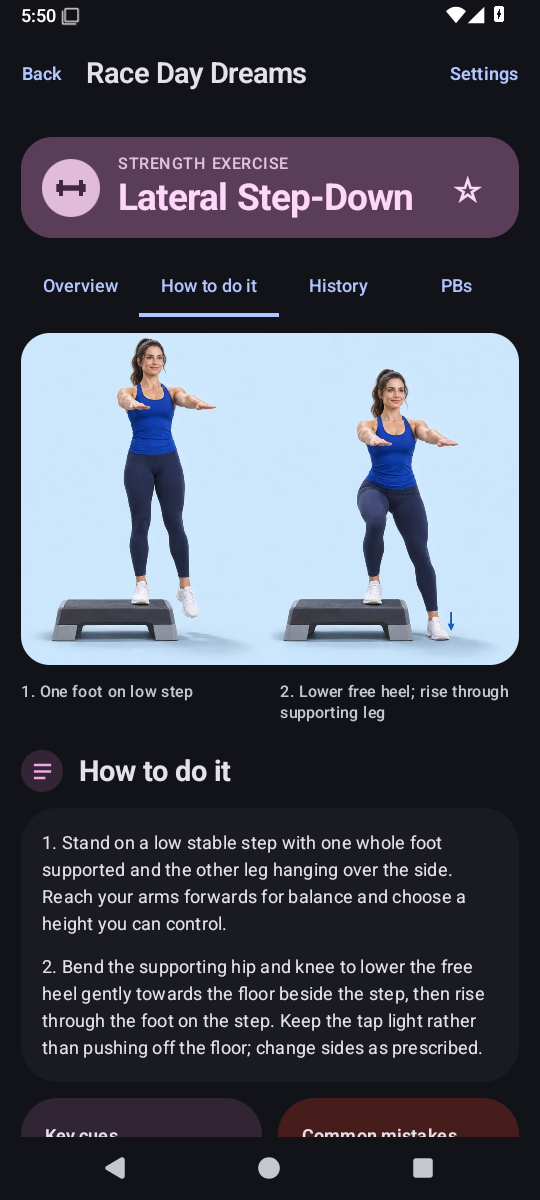 5:50
Back
Race Day Dreams
Settings
STRENGTH EXERCISE
Lateral Step-Down
Overview
How to do it
History
PBs
1. One foot on low step
2. Lower free heel; rise through
supporting leg
How to do it
1. Stand on a low stable step with one whole foot
supported and the other leg hanging over the side.
Reach your arms forwards for balance and choose a
height you can control.
2. Bend the supporting hip and knee to lower the free
heel gently towards the floor beside the step, then rise
through the foot on the step. Keep the tap light rather
than pushing off the floor; change sides as prescribed.
Key cues
Common mistakes